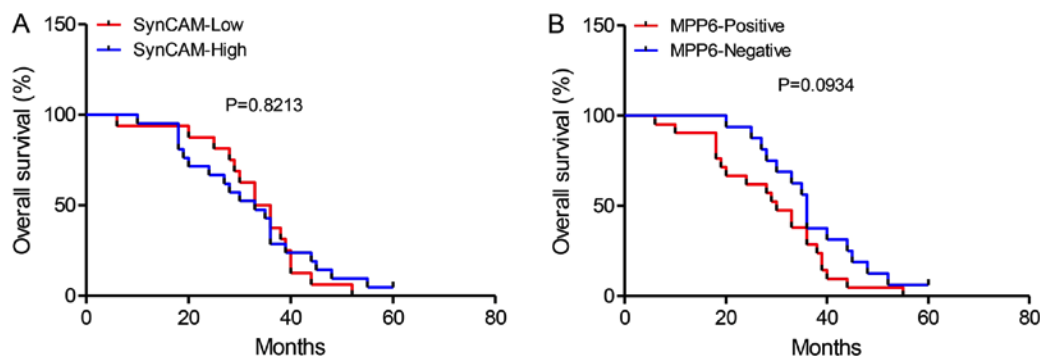 A
150
SynCAM-Low
SynCAM-High
P=0.8213
100
50
0
0 20 40 60 80
Months
Overall survival (%)
B
150
MPP6-Positive
MPP6-Negative
P=0.0934
100
50
0
0 20 40 60 80
Months
Overall survival (%)